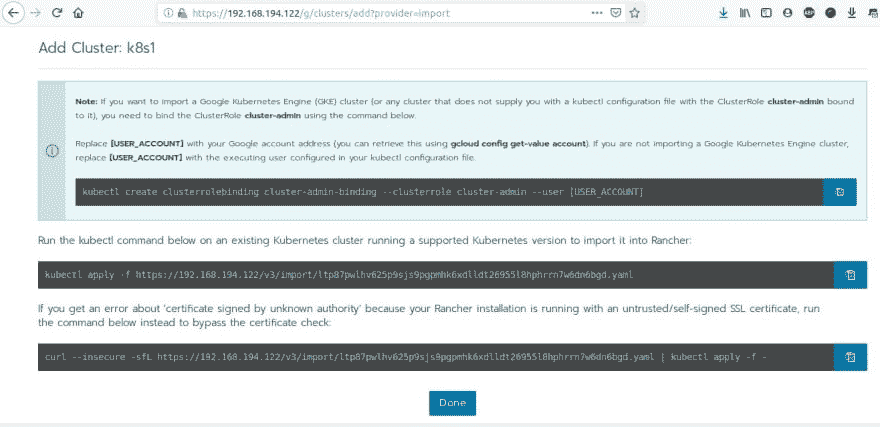 https://192.168.194.122/g/clusters/add?provider=import
Add Cluster: k8s1
Note: If you want to import a Google Kubernetes Engine (GKE) cluster (or any cluster that does not supply you with a kubectl configuration file with the ClusterRole cluster-admin bound
to it), you need to bind the ClusterRole cluster-admin using the command below.
Replace [USER_ACCOUNT] with your Google account address (you can retrieve this using gcloud config get-value account). If you are not importing a Google Kubernetes Engine cluster,
replace [USER_ACCOUNT] with the executing user configured in your kubectl configuration file.
kubectl create clusterrolebinding cluster-admin-binding --clusterrole cluster-admin --user [USER_ACCOUNT]
Run the kubectl command below on an existing Kubernetes cluster running a supported Kubernetes version to import it into Rancher:
kubectl apply -f https://192.168.194.122/v3/import/ltp87pwlhv625p9sjs9pgpmhk6xdlldt26955l8hphrrn7w6dn6bgd.yaml
If you get an error about 'certificate signed by unknown authority' because your Rancher installation is running with an untrusted/self-signed SSL certificate, run
the command below instead to bypass the certificate check:
curl --insecure -sfL https://192.168.194.122/v3/import/ltp87pwlhv625p9sjs9pgpmhk6xdlldt26955l8hphrrn7w6dn6bgd.yaml | kubectl apply -f -
Done